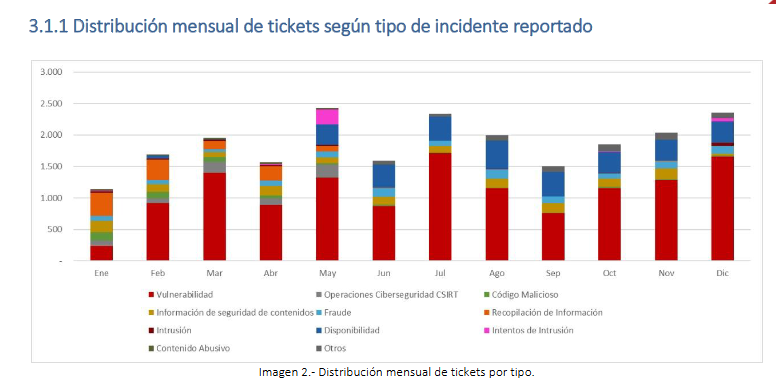 3.1.1 Distribución mensual de tickets según tipo de incidente reportado
3.000
2.500
2.000
1.500
1.000
500
-
Ene Feb Mar Abr May Jun Jul Ago Sep Oct Nov Dic
Vulnerabilidad Operaciones Ciberseguridad CSIRT Código Malicioso
Información de seguridad de contenidos Fraude Recopilación de Información
Intrusión Disponibilidad Intentos de Intrusión
Contenido Abusivo Otros
Imagen 2.- Distribución mensual de tickets por tipo.